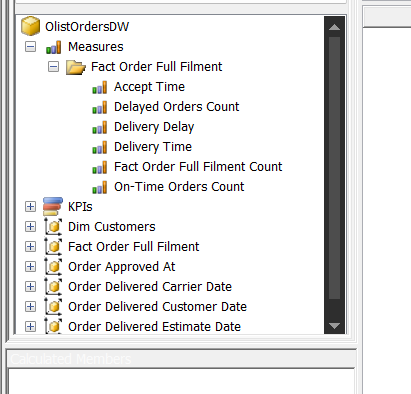 OlistOrdersDW
Measures
Fact Order Full Filment
Accept Time
Delayed Orders Count
Delivery Delay
Delivery Time
Fact Order Full Filment Count
On-Time Orders Count
KPIs
Dim Customers
Fact Order Full Filment
Order Approved At
Order Delivered Carrier Date
Order Delivered Customer Date
Order Delivered Estimate Date
Calculated Members